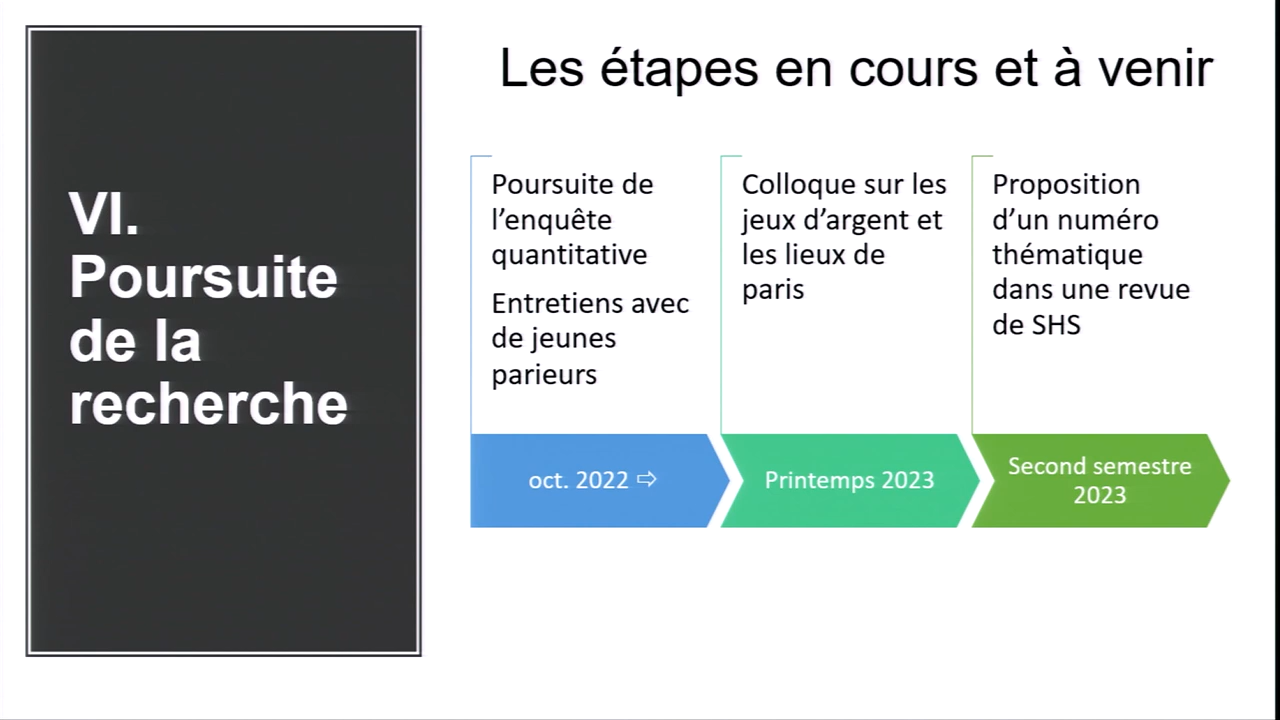 VI.
Poursuite
de la
recherche
Les étapes en cours et à venir
Poursuite de
l’enquête
quantitative
Entretiens avec
de jeunes
parieurs
oct. 2022 ⇨
Colloque sur les
jeux d’argent et
les lieux de
paris
Printemps 2023
Proposition
d’un numéro
thématique
dans une revue
de SHS
Second semestre
2023